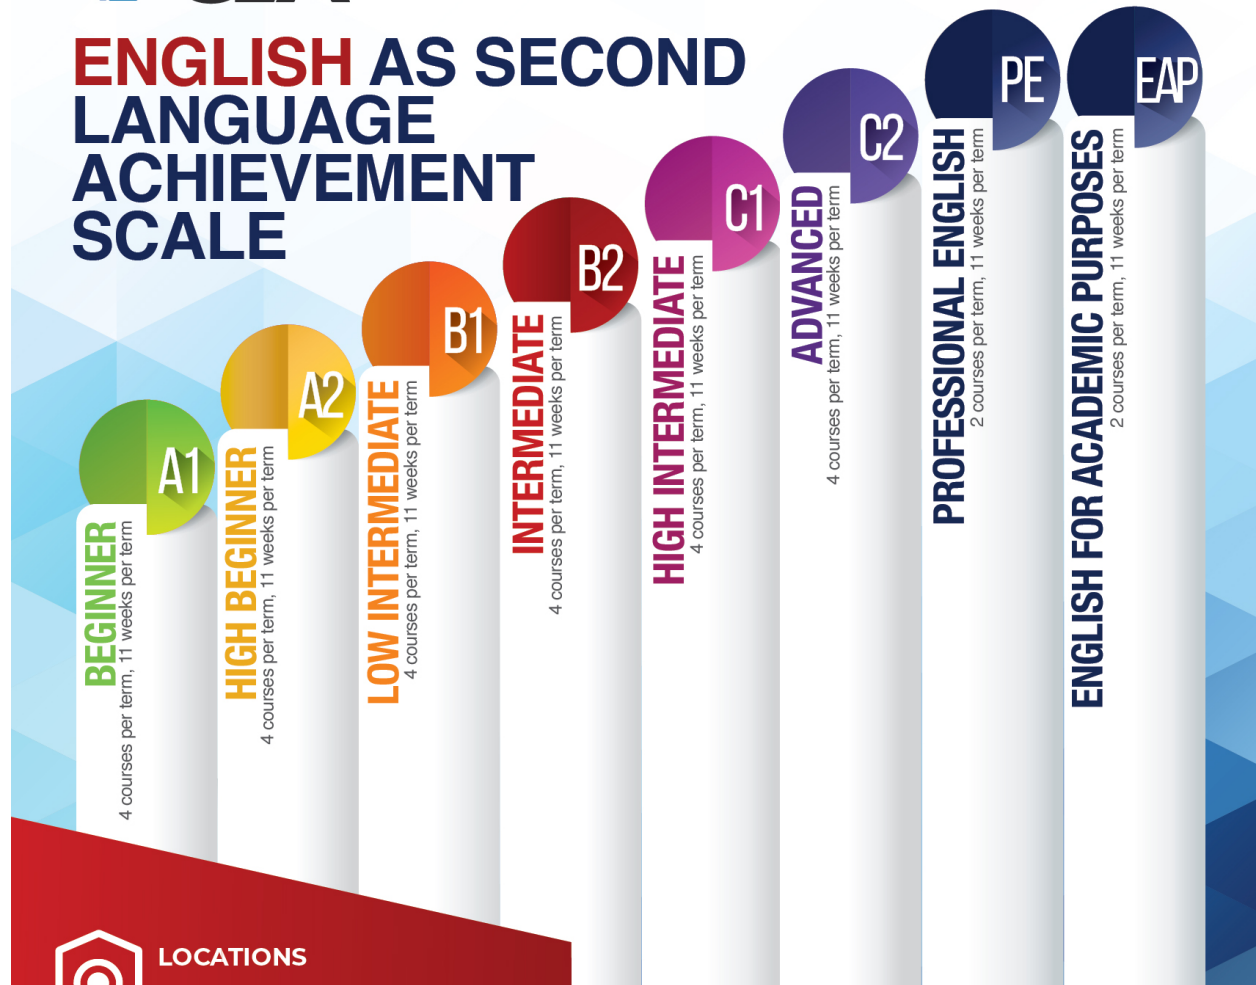 ENGLISH AS SECOND
LANGUAGE
ACHIEVEMENT
SCALE
A1
BEGINNER
4 courses per term, 11 weeks per term
A2
HIGH BEGINNER
4 courses per term, 11 weeks per term
B1
LOW INTERMEDIATE
4 courses per term, 11 weeks per term
B2
INTERMEDIATE
4 courses per term, 11 weeks per term
C1
HIGH INTERMEDIATE
4 courses per term, 11 weeks per term
C2
ADVANCED
4 courses per term, 11 weeks per term
PE
PROFESSIONAL ENGLISH
2 courses per term, 11 weeks per term
EAP
ENGLISH FOR ACADEMIC PURPOSES
2 courses per term, 11 weeks per term
LOCATIONS